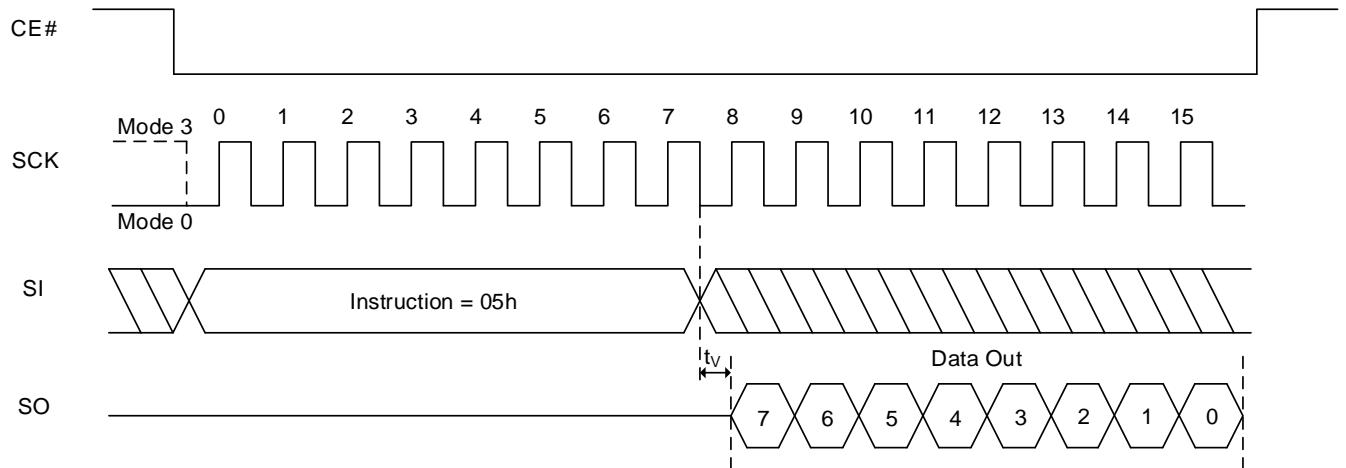 CE#
0 1 2 3 4 5 6 7 8 9 10 11 12 13 14 15
Mode 3
SCK
Mode 0
SI
Instruction = 05h
tV
Data Out
SO
7 6 5 4 3 2 1 0